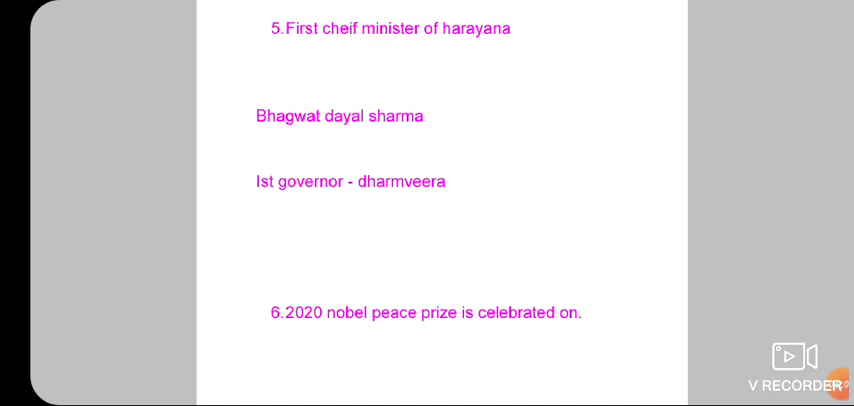 5.First cheif minister of harayana
Bhagwat dayal sharma
Ist governor - dharmveera
6.2020 nobel peace prize is celebrated on.
V RECORDER